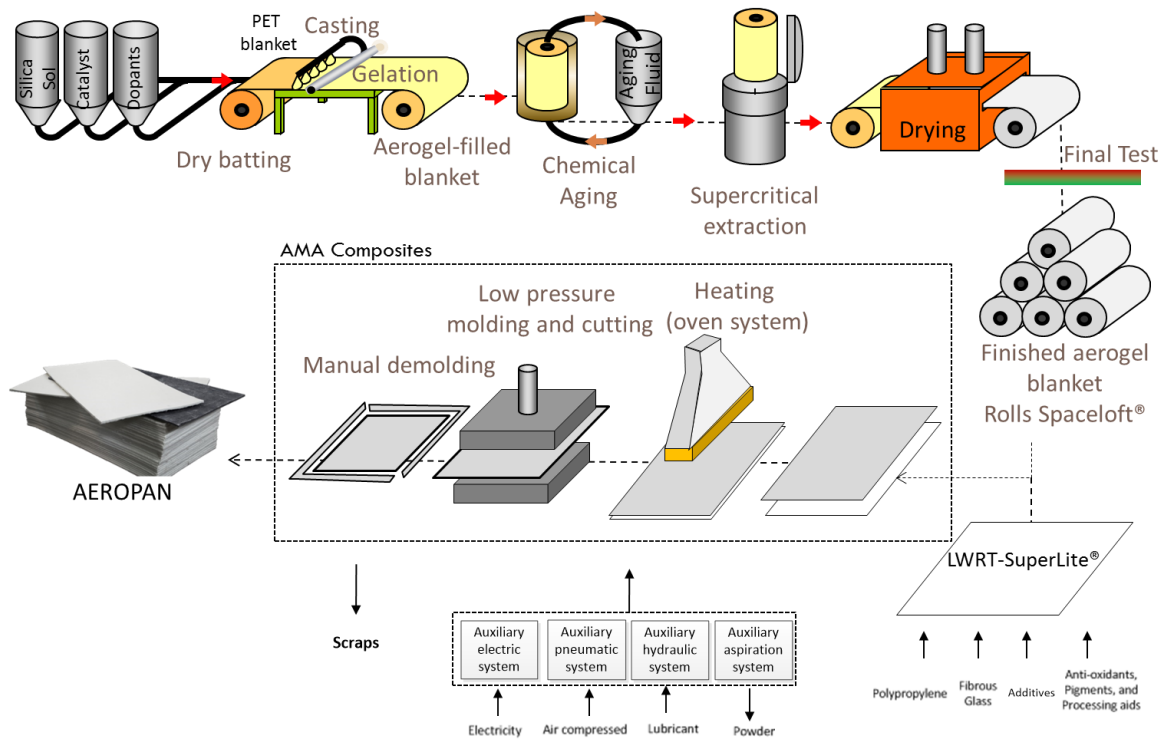 Silica
Sol
Catalyst
Dopants
PET
blanket
Casting
Gelation
Dry batting
Aerogel-filled
blanket
Aging
Fluid
Chemical
Aging
Supercritical
extraction
Drying
Final Test
Finished aerogel
blanket
Rolls Spaceloft®
AMA Composites
Low pressure
molding and cutting
Heating
(oven system)
Manual demolding
AEROPAN
LWRT-SuperLite®
Scraps
Auxiliary
electric
system
Auxiliary
pneumatic
system
Auxiliary
hydraulic
system
Auxiliary
aspiration
system
Electricity
Air compressed
Lubricant
Powder
Polypropylene
Fibrous
Glass
Additives
Anti-oxidants,
Pigments, and
Processing aids